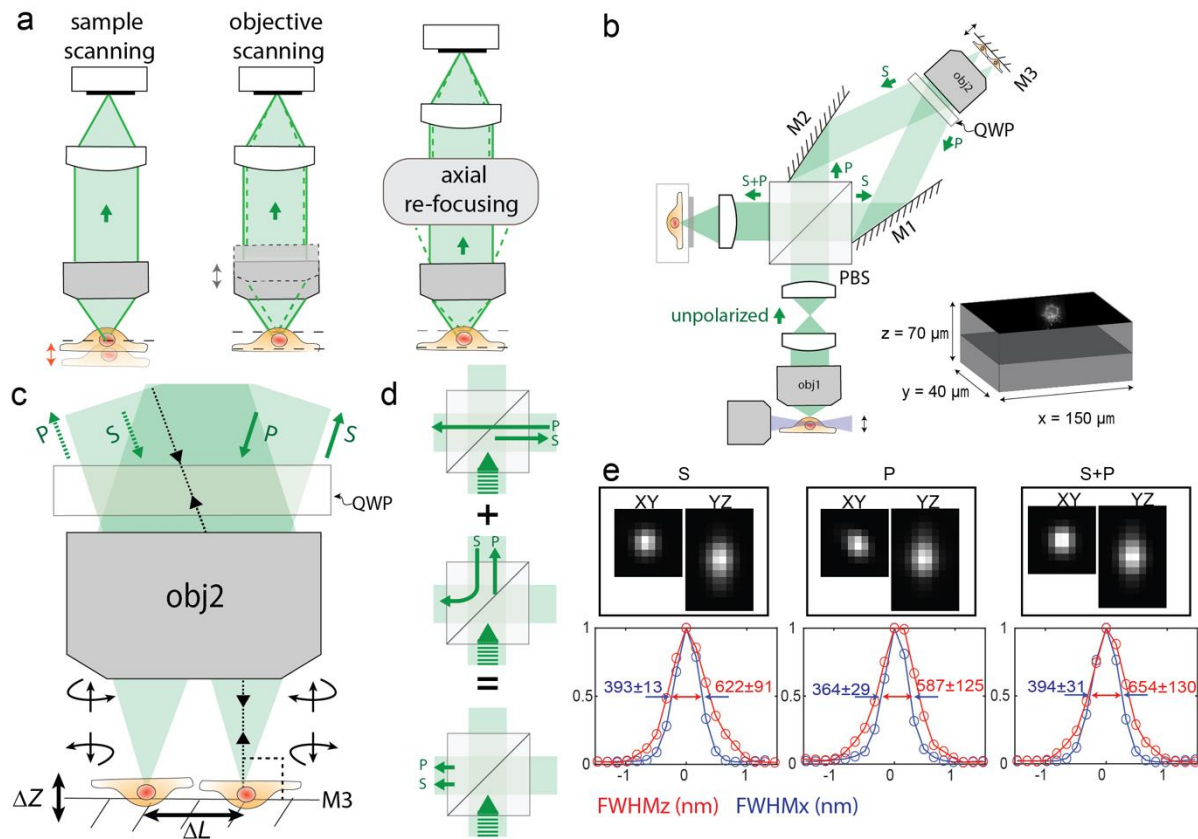 a
sample
scanning
objective
scanning
axial
re-focusing
b
S
obj2
M3
M2
QWP
P
P
S+P
S
M1
PBS
unpolarized
obj1
z = 70 μm
y = 40 μm
x = 150 μm
c
P
S
P
S
QWP
obj2
ΔZ
ΔL
M3
d
P
S
+
S
P
=
P
S
e
S
XY
YZ
P
XY
YZ
S+P
XY
YZ
1
0.5
0
393±13
622±91
-1
0
1
1
0.5
0
364±29
587±125
-1
0
1
1
0.5
0
394±31
654±130
-1
0
1
FWHMz (nm)
FWHMx (nm)